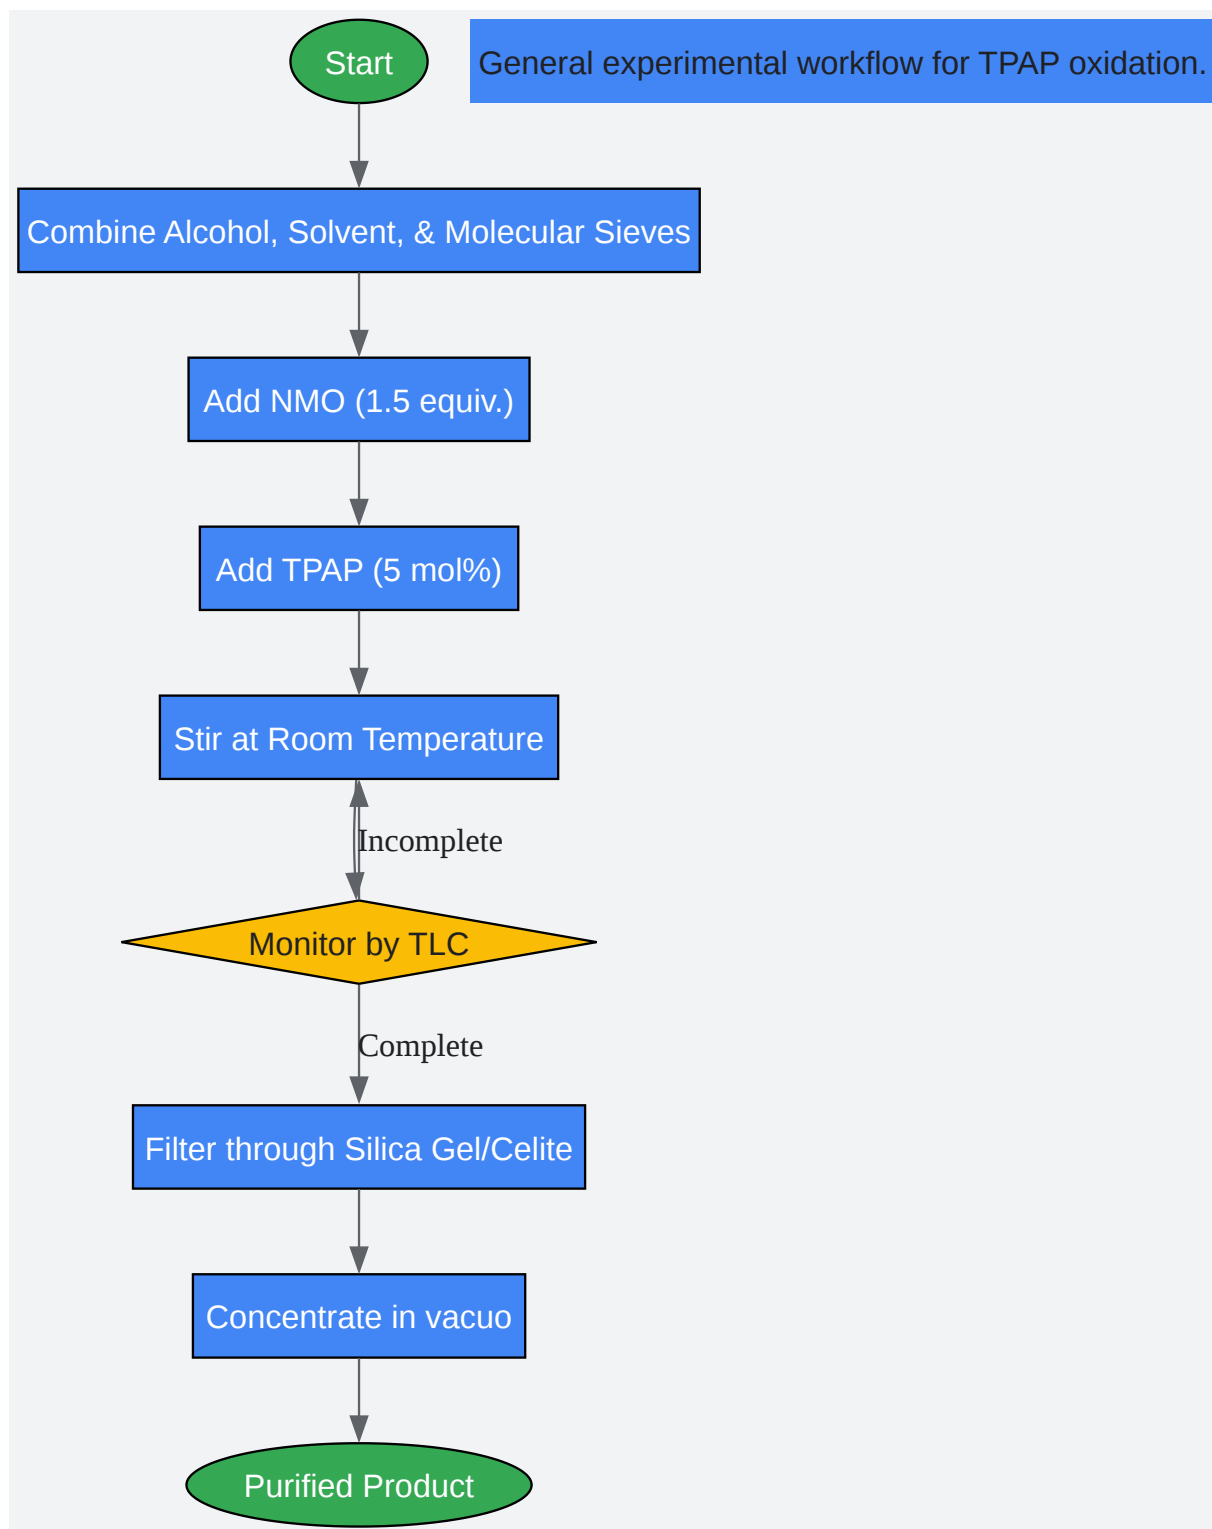 Start
General experimental workflow for TPAP oxidation.
Combine Alcohol, Solvent, & Molecular Sieves
Add NMO (1.5 equiv.)
Add TPAP (5 mol%)
Stir at Room Temperature
Incomplete
Monitor by TLC
Complete
Filter through Silica Gel/Celite
Concentrate in vacuo
Purified Product